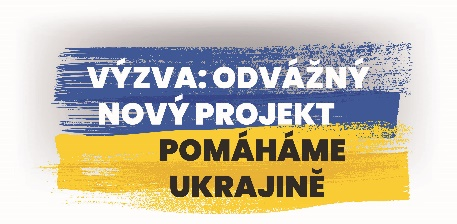 VÝZVA: ODVÁŽNÝ
NOVÝ PROJEKT
POMÁHÁME
UKRAJINĚ